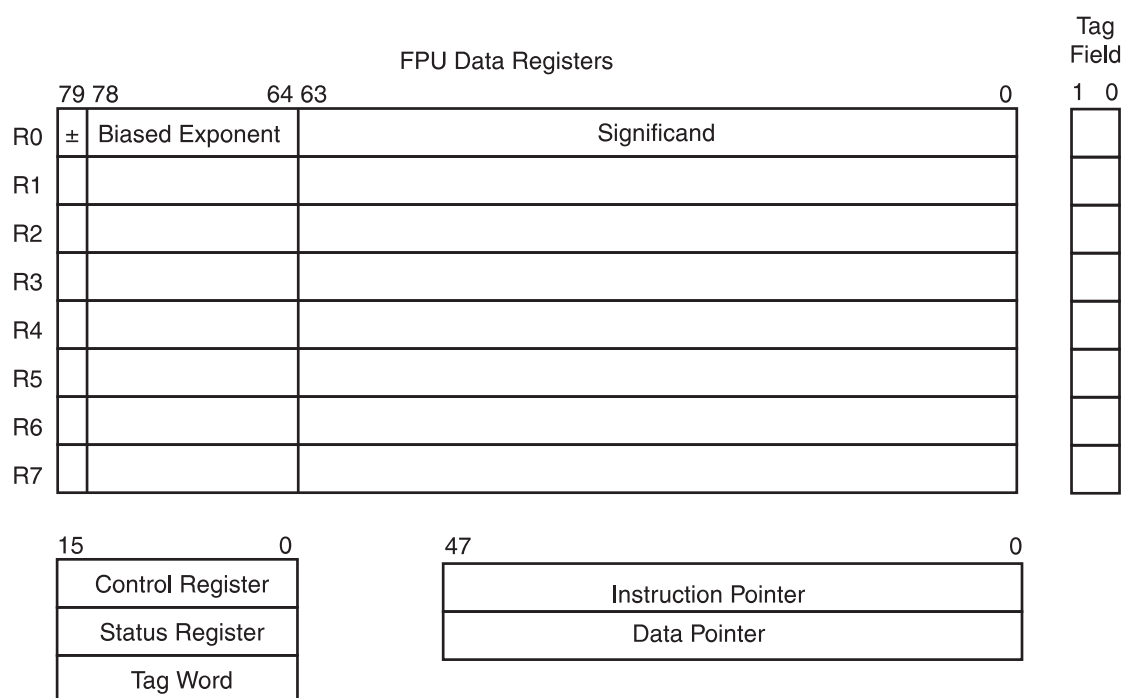 Tag
Field
FPU Data Registers
79 78 64 63 0 1 0
R0 ± Biased Exponent Significand
R1
R2
R3
R4
R5
R6
R7
15 0 47 0
Control Register Instruction Pointer
Status Register Data Pointer
Tag Word